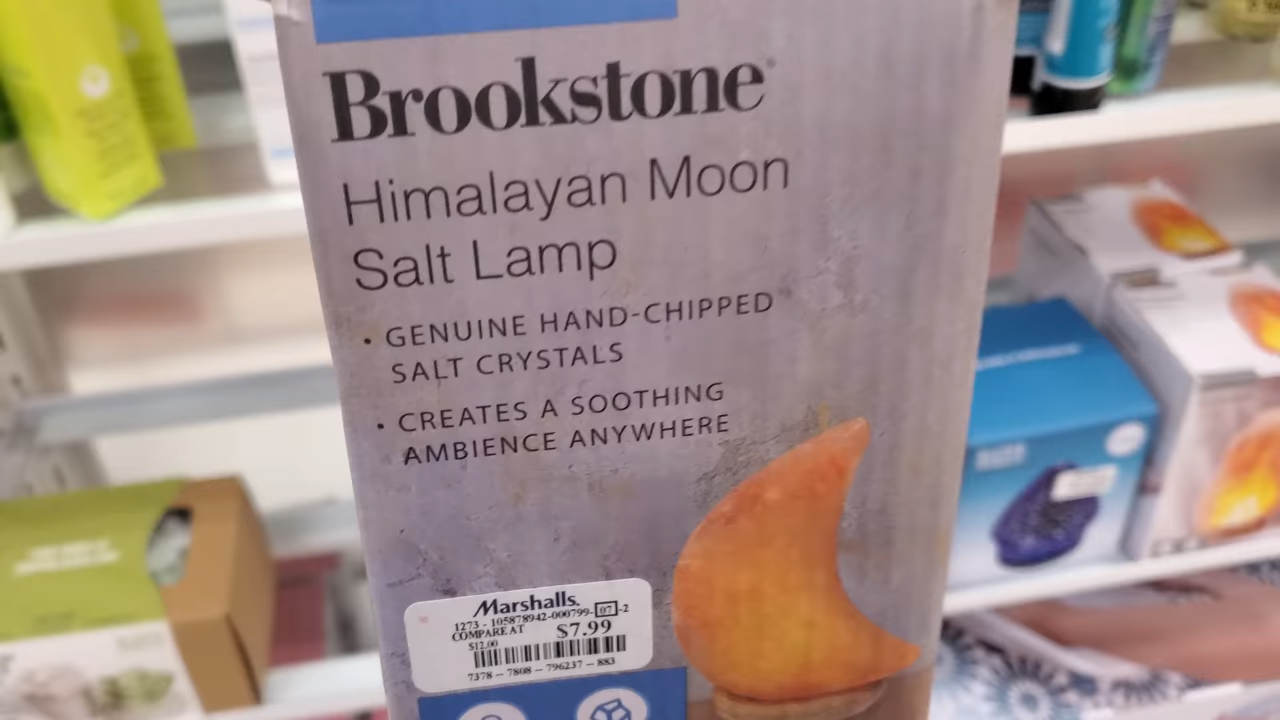 Brookstone®
Himalayan Moon
Salt Lamp
• GENUINE HAND-CHIPPED
SALT CRYSTALS
• CREATES A SOOTHING
AMBIENCE ANYWHERE
Marshalls.
1273 - 105878942-000799-07-2
COMPARE AT $7.99
$12.00
7378 – 7808 – 796237 – 883